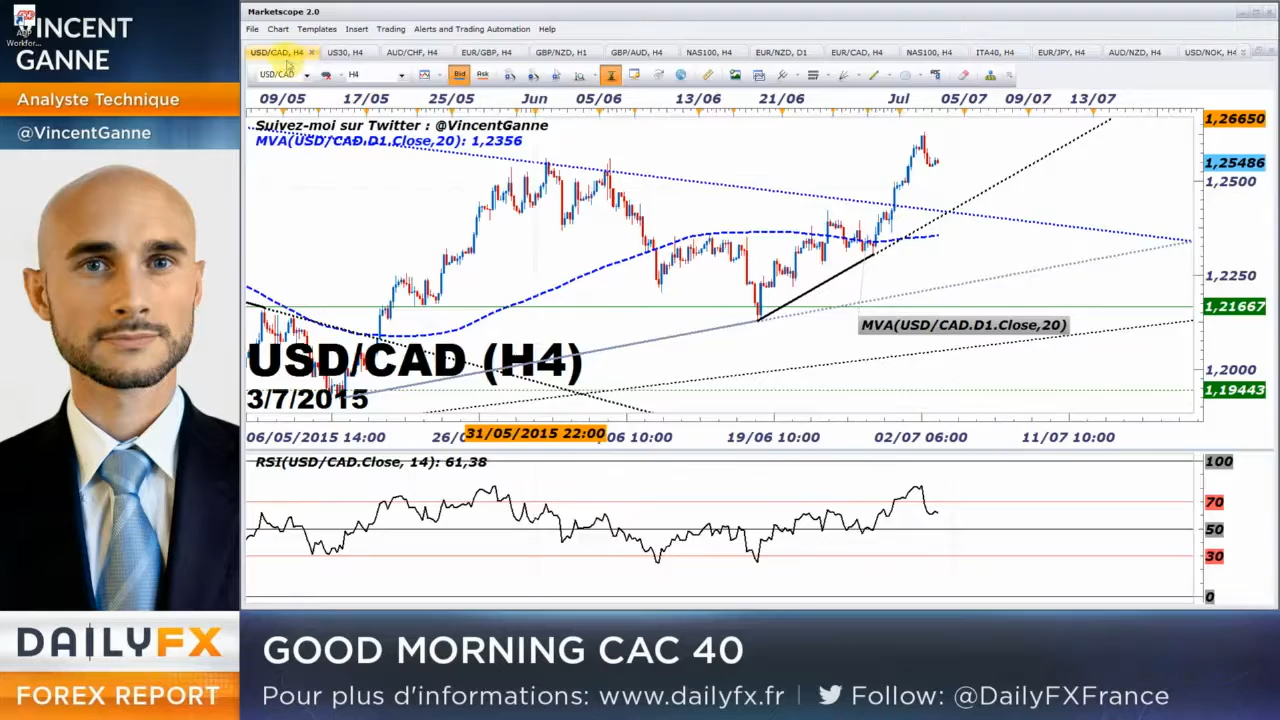 VINCENT
GANNE
Analyste Technique
@VincentGanne
Marketscope 2.0
File Chart Templates Insert Trading Alerts and Trading Automation Help
USD/CAD, H4 US30, H4 AUD/CHF, H4 EUR/GBP, H4 GBP/NZD, H1 GBP/AUD, H4 NAS100, H4 EUR/NZD, D1 EUR/CAD, H4 NAS100, H4 ITA40, H4 EUR/JPY, H4 AUD/NZD, H4 USD/NOK, H4
USD/CAD H4 Bid Ask
09/05 17/05 25/05 Jun 05/06 13/06 21/06 Jul 05/07 09/07 13/07
Suivez-moi sur Twitter : @VincentGanne
MVA(USD/CAD.D1.Close,20): 1,2356
1,26650
1,25486
1,2500
1,2250
1,21667
1,2000
1,19443
MVA(USD/CAD.D1.Close,20)
USD/CAD (H4)
3/7/2015
06/05/2015 14:00 26/0 31/05/2015 22:00 06 10:00 19/06 10:00 02/07 06:00 11/07 10:00
RSI(USD/CAD.Close, 14): 61,38
100
70
50
30
0
DAILYFX
FOREX REPORT
GOOD MORNING CAC 40
Pour plus d'informations: www.dailyfx.fr | Follow: @DailyFXFrance